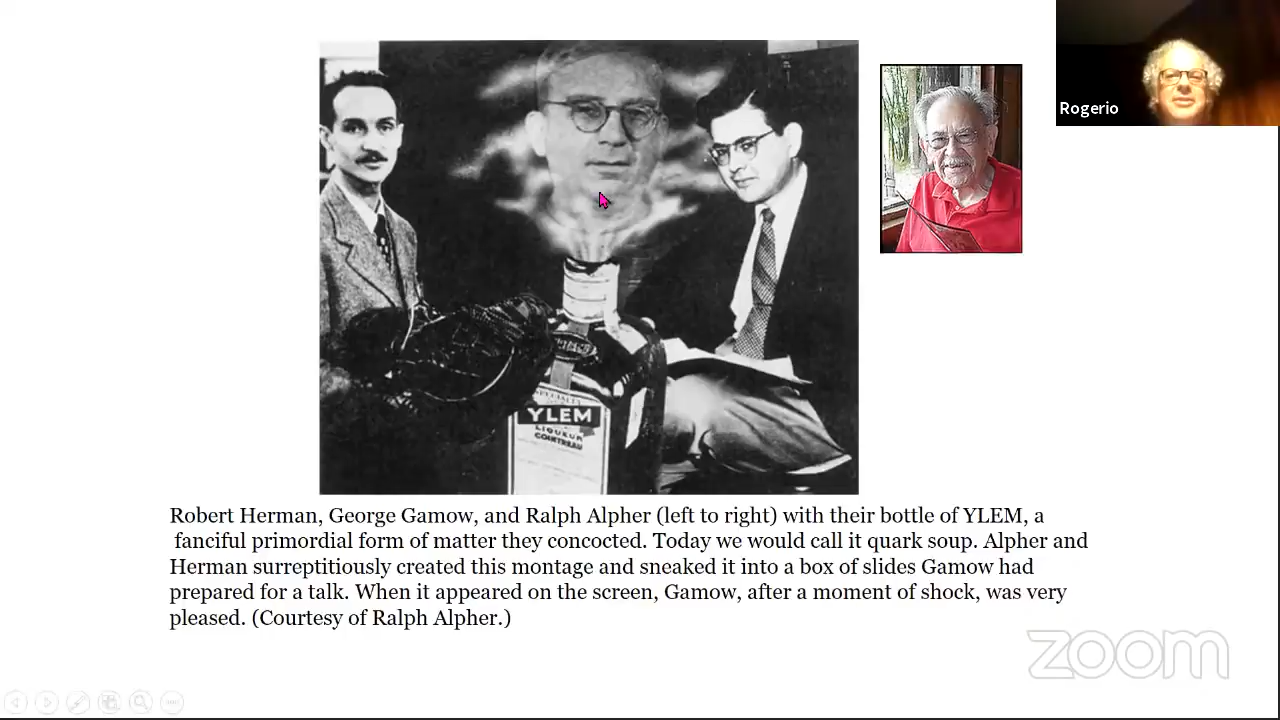 Rogerio
SPECIALTY
YLEM
LIQUEUR
COINTREAU
Robert Herman, George Gamow, and Ralph Alpher (left to right) with their bottle of YLEM, a
fanciful primordial form of matter they concocted. Today we would call it quark soup. Alpher and
Herman surreptitiously created this montage and sneaked it into a box of slides Gamow had
prepared for a talk. When it appeared on the screen, Gamow, after a moment of shock, was very
pleased. (Courtesy of Ralph Alpher.)
zoom